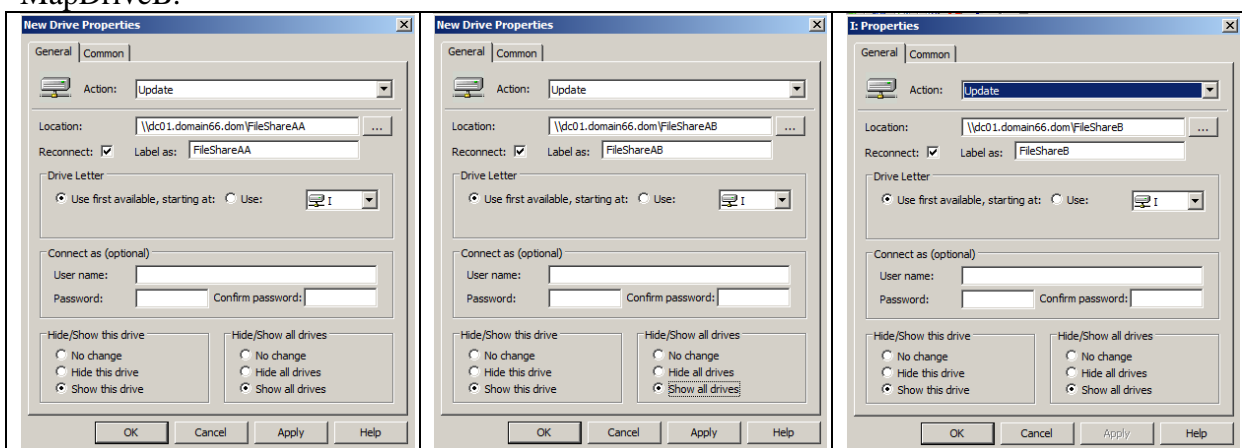 MapDriveB.
New Drive Properties
General Common
Action: Update
Location: \\dc01.domain66.dom\FileShareAA ...
Reconnect: Label as: FileShareAA
Drive Letter
Use first available, starting at: Use: I
Connect as (optional)
User name:
Password: Confirm password:
Hide/Show this drive Hide/Show all drives
No change No change
Hide this drive Hide all drives
Show this drive Show all drives
OK Cancel Apply Help
New Drive Properties
General Common
Action: Update
Location: \\dc01.domain66.dom\FileShareAB ...
Reconnect: Label as: FileShareAB
Drive Letter
Use first available, starting at: Use: I
Connect as (optional)
User name:
Password: Confirm password:
Hide/Show this drive Hide/Show all drives
No change No change
Hide this drive Hide all drives
Show this drive Show all drives
OK Cancel Apply Help
I: Properties
General Common
Action: Update
Location: \\dc01.domain66.dom\FileShareB ...
Reconnect: Label as: FileShareB
Drive Letter
Use first available, starting at: Use: I
Connect as (optional)
User name:
Password: Confirm password:
Hide/Show this drive Hide/Show all drives
No change No change
Hide this drive Hide all drives
Show this drive Show all drives
OK Cancel Apply Help